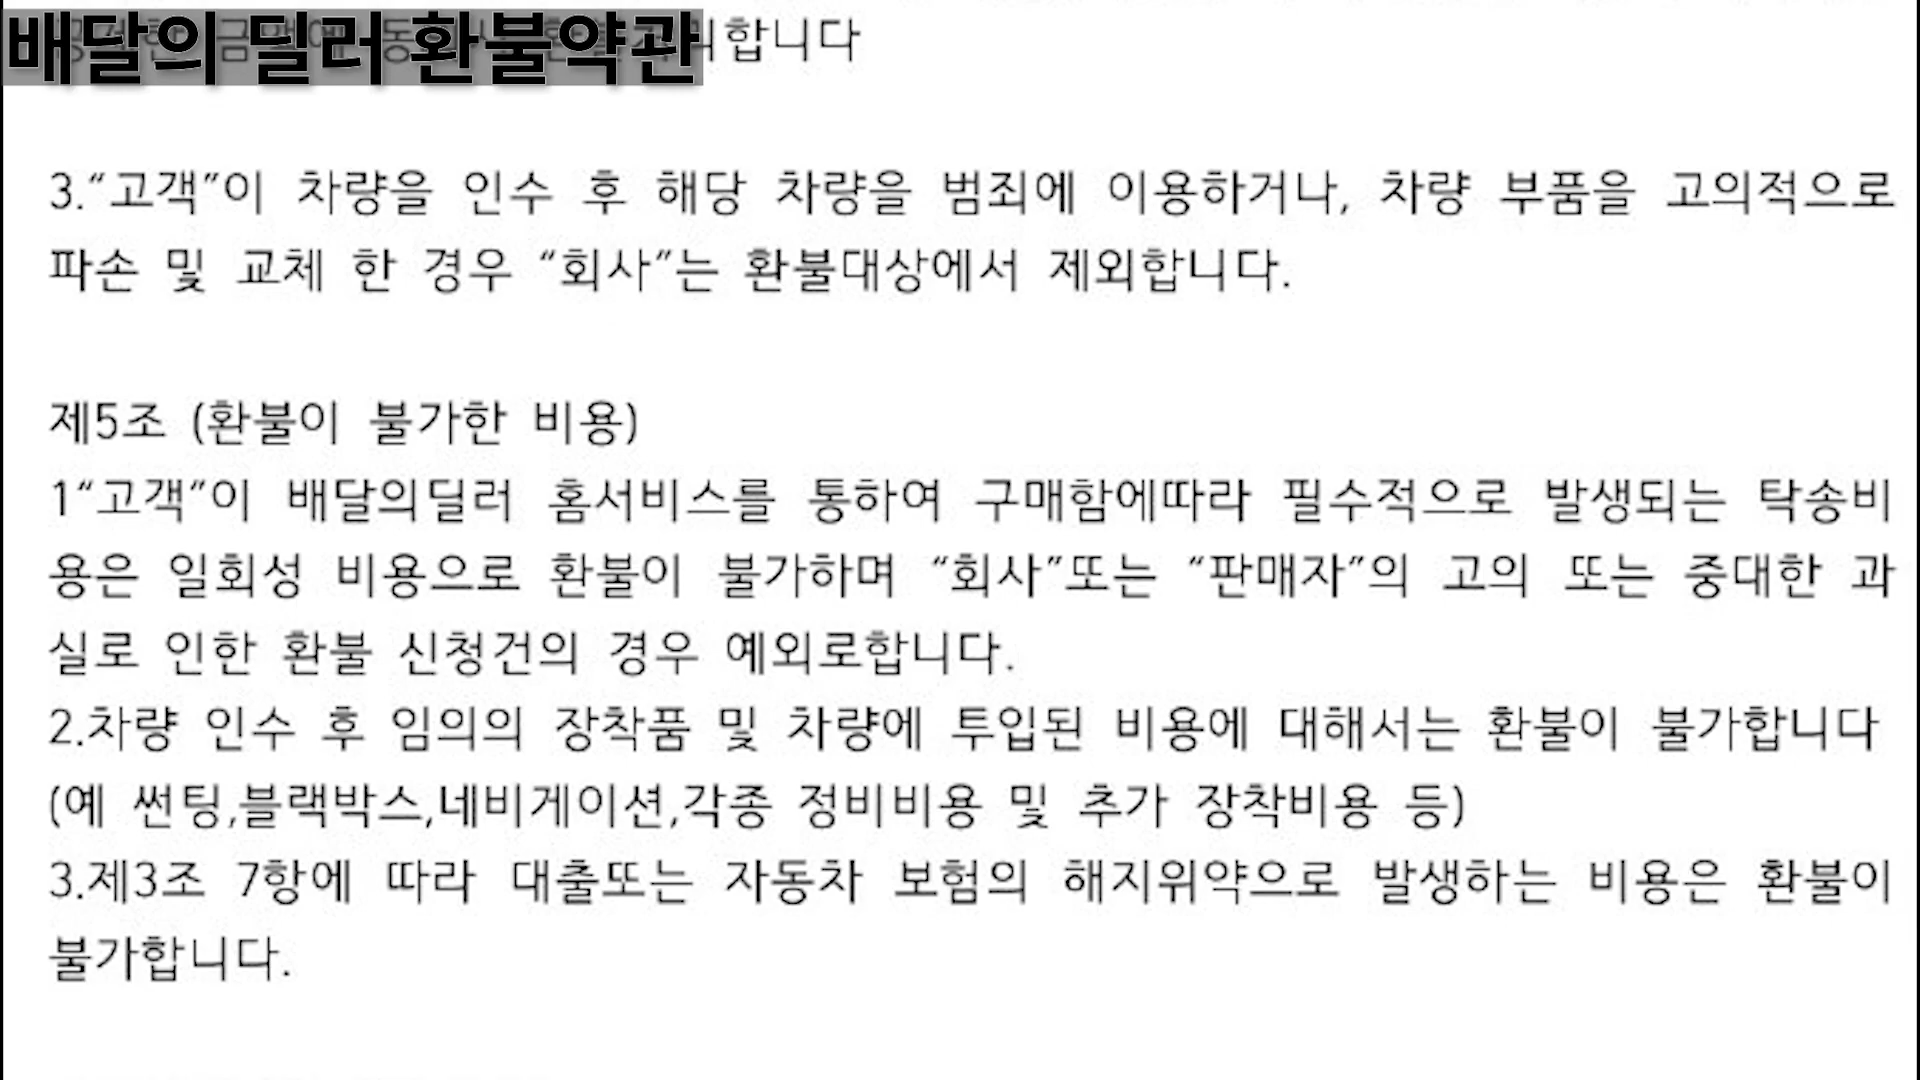 배달의 딜러 환불약관
합니다
3.“고객”이 차량을 인수 후 해당 차량을 범죄에 이용하거나, 차량 부품을 고의적으로
파손 및 교체 한 경우 “회사”는 환불대상에서 제외합니다.
제5조 (환불이 불가한 비용)
1“고객”이 배달의딜러 홈서비스를 통하여 구매함에따라 필수적으로 발생되는 탁송비
용은 일회성 비용으로 환불이 불가하며 “회사”또는 “판매자”의 고의 또는 중대한 과
실로 인한 환불 신청건의 경우 예외로합니다.
2.차량 인수 후 임의의 장착품 및 차량에 투입된 비용에 대해서는 환불이 불가합니다
(예 썬팅,블랙박스,네비게이션,각종 정비비용 및 추가 장착비용 등)
3.제3조 7항에 따라 대출또는 자동차 보험의 해지위약으로 발생하는 비용은 환불이
불가합니다.